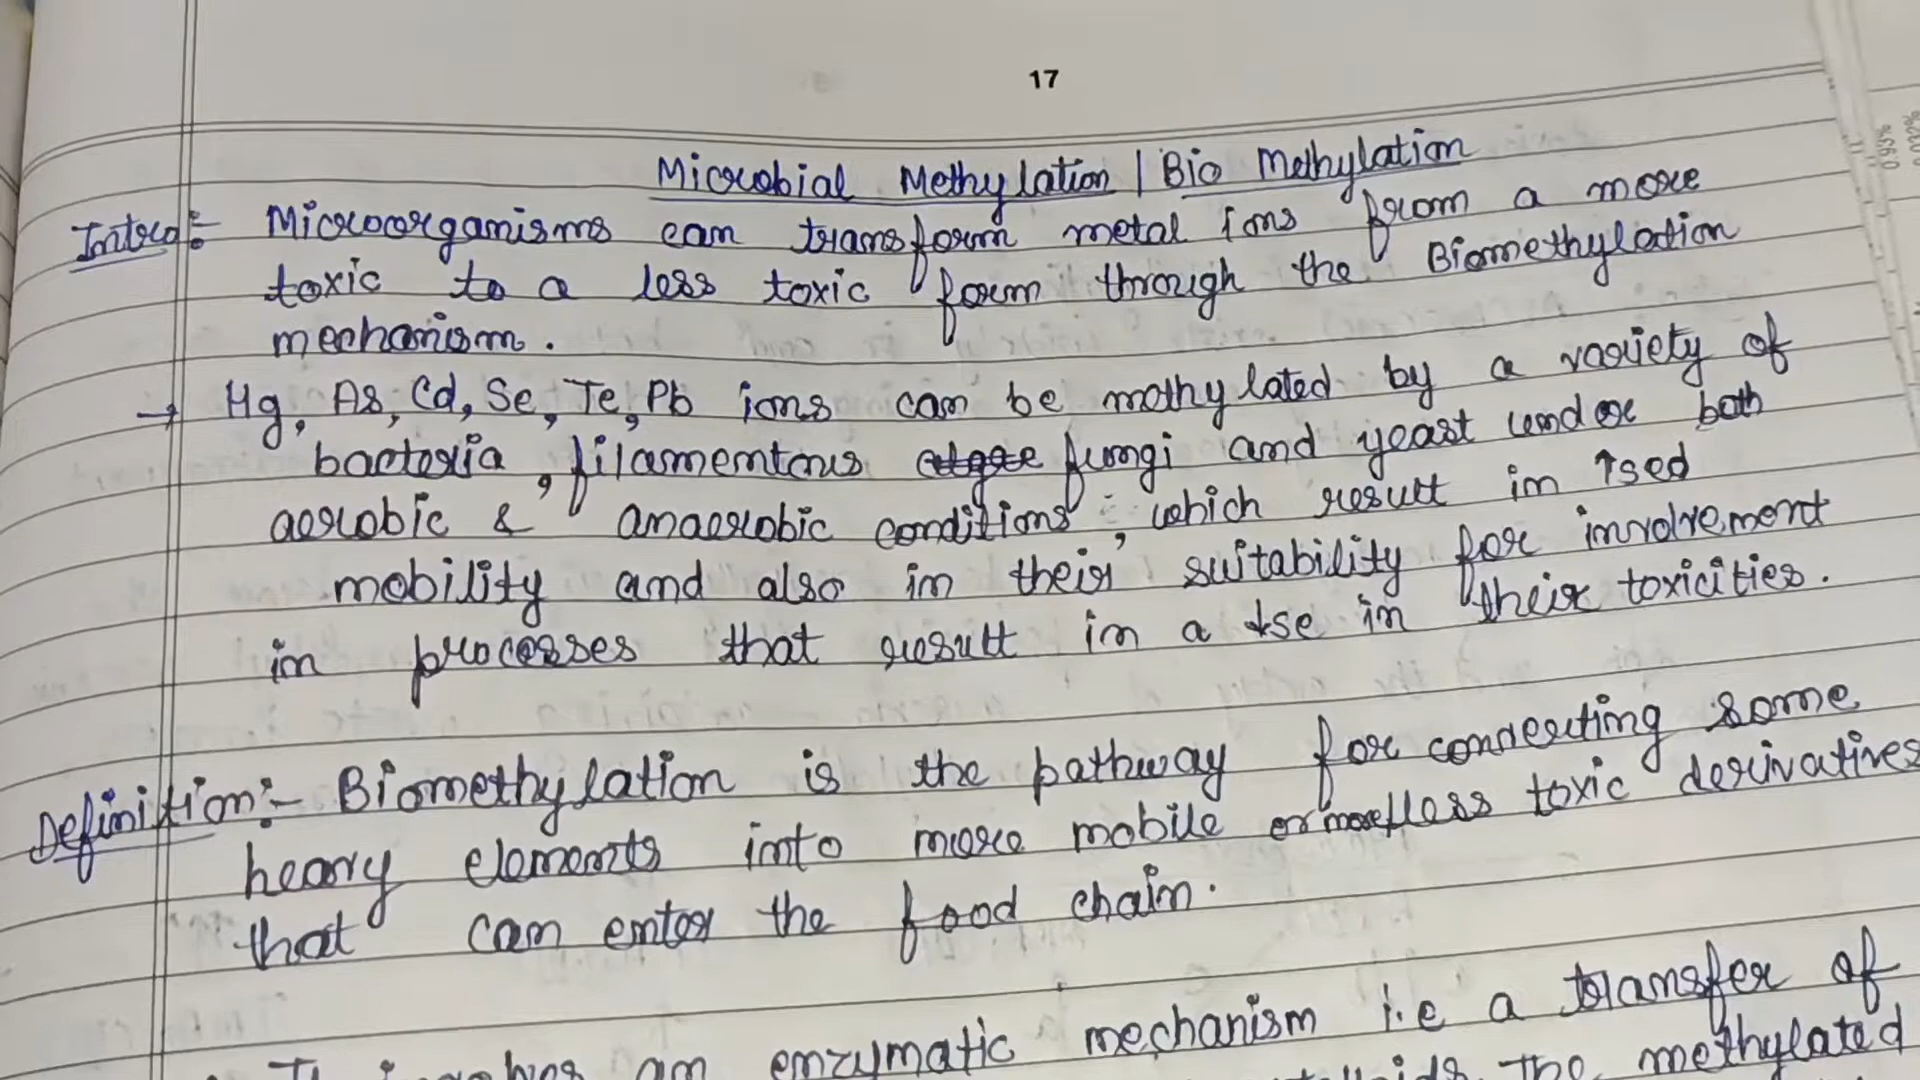 17
Microbial Methylation | Bio Methylation
Intro:- Microorganisms can transform metal ions from a more
toxic to a less toxic form through the Biomethylation
mechanism.
→ Hg, As, Cd, Se, Te, Pb ions can be methylated by a variety of
bacteria, filamentous fungi and yeast under both
aerobic & anaerobic conditions, which result in ↑sed
mobility and also in their suitability for involvement
in processes that result in a ↓se in their toxicities.
Definition:- Biomethylation is the pathway for converting some
heavy elements into more mobile or more/less toxic derivatives
that can enter the food chain.
an enzymatic mechanism i.e a transfer of
the methylated